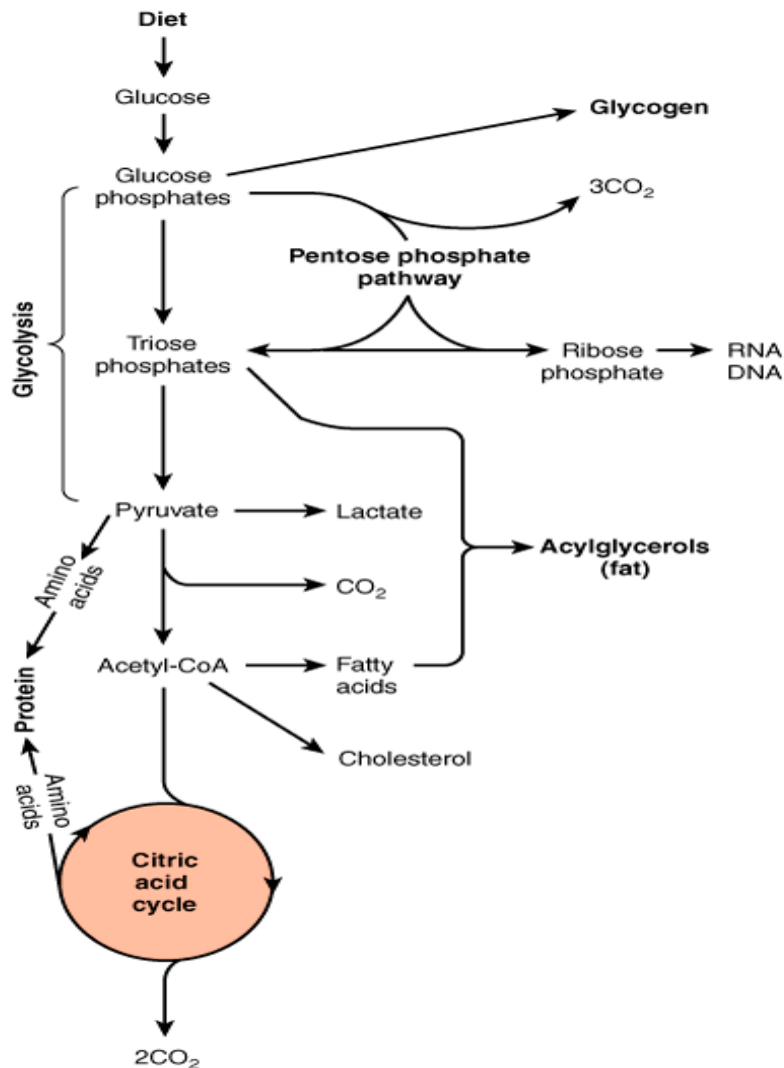 Diet
Glucose
Glycogen
Glucose
phosphates
3CO₂
Pentose phosphate
pathway
Glycolysis
Triose
phosphates
Ribose
phosphate
RNA
DNA
Pyruvate
Lactate
Acylglycerols
(fat)
Amino
acids
CO₂
Acetyl-CoA
Fatty
acids
Protein
Cholesterol
Amino
acids
Citric
acid
cycle
2CO₂